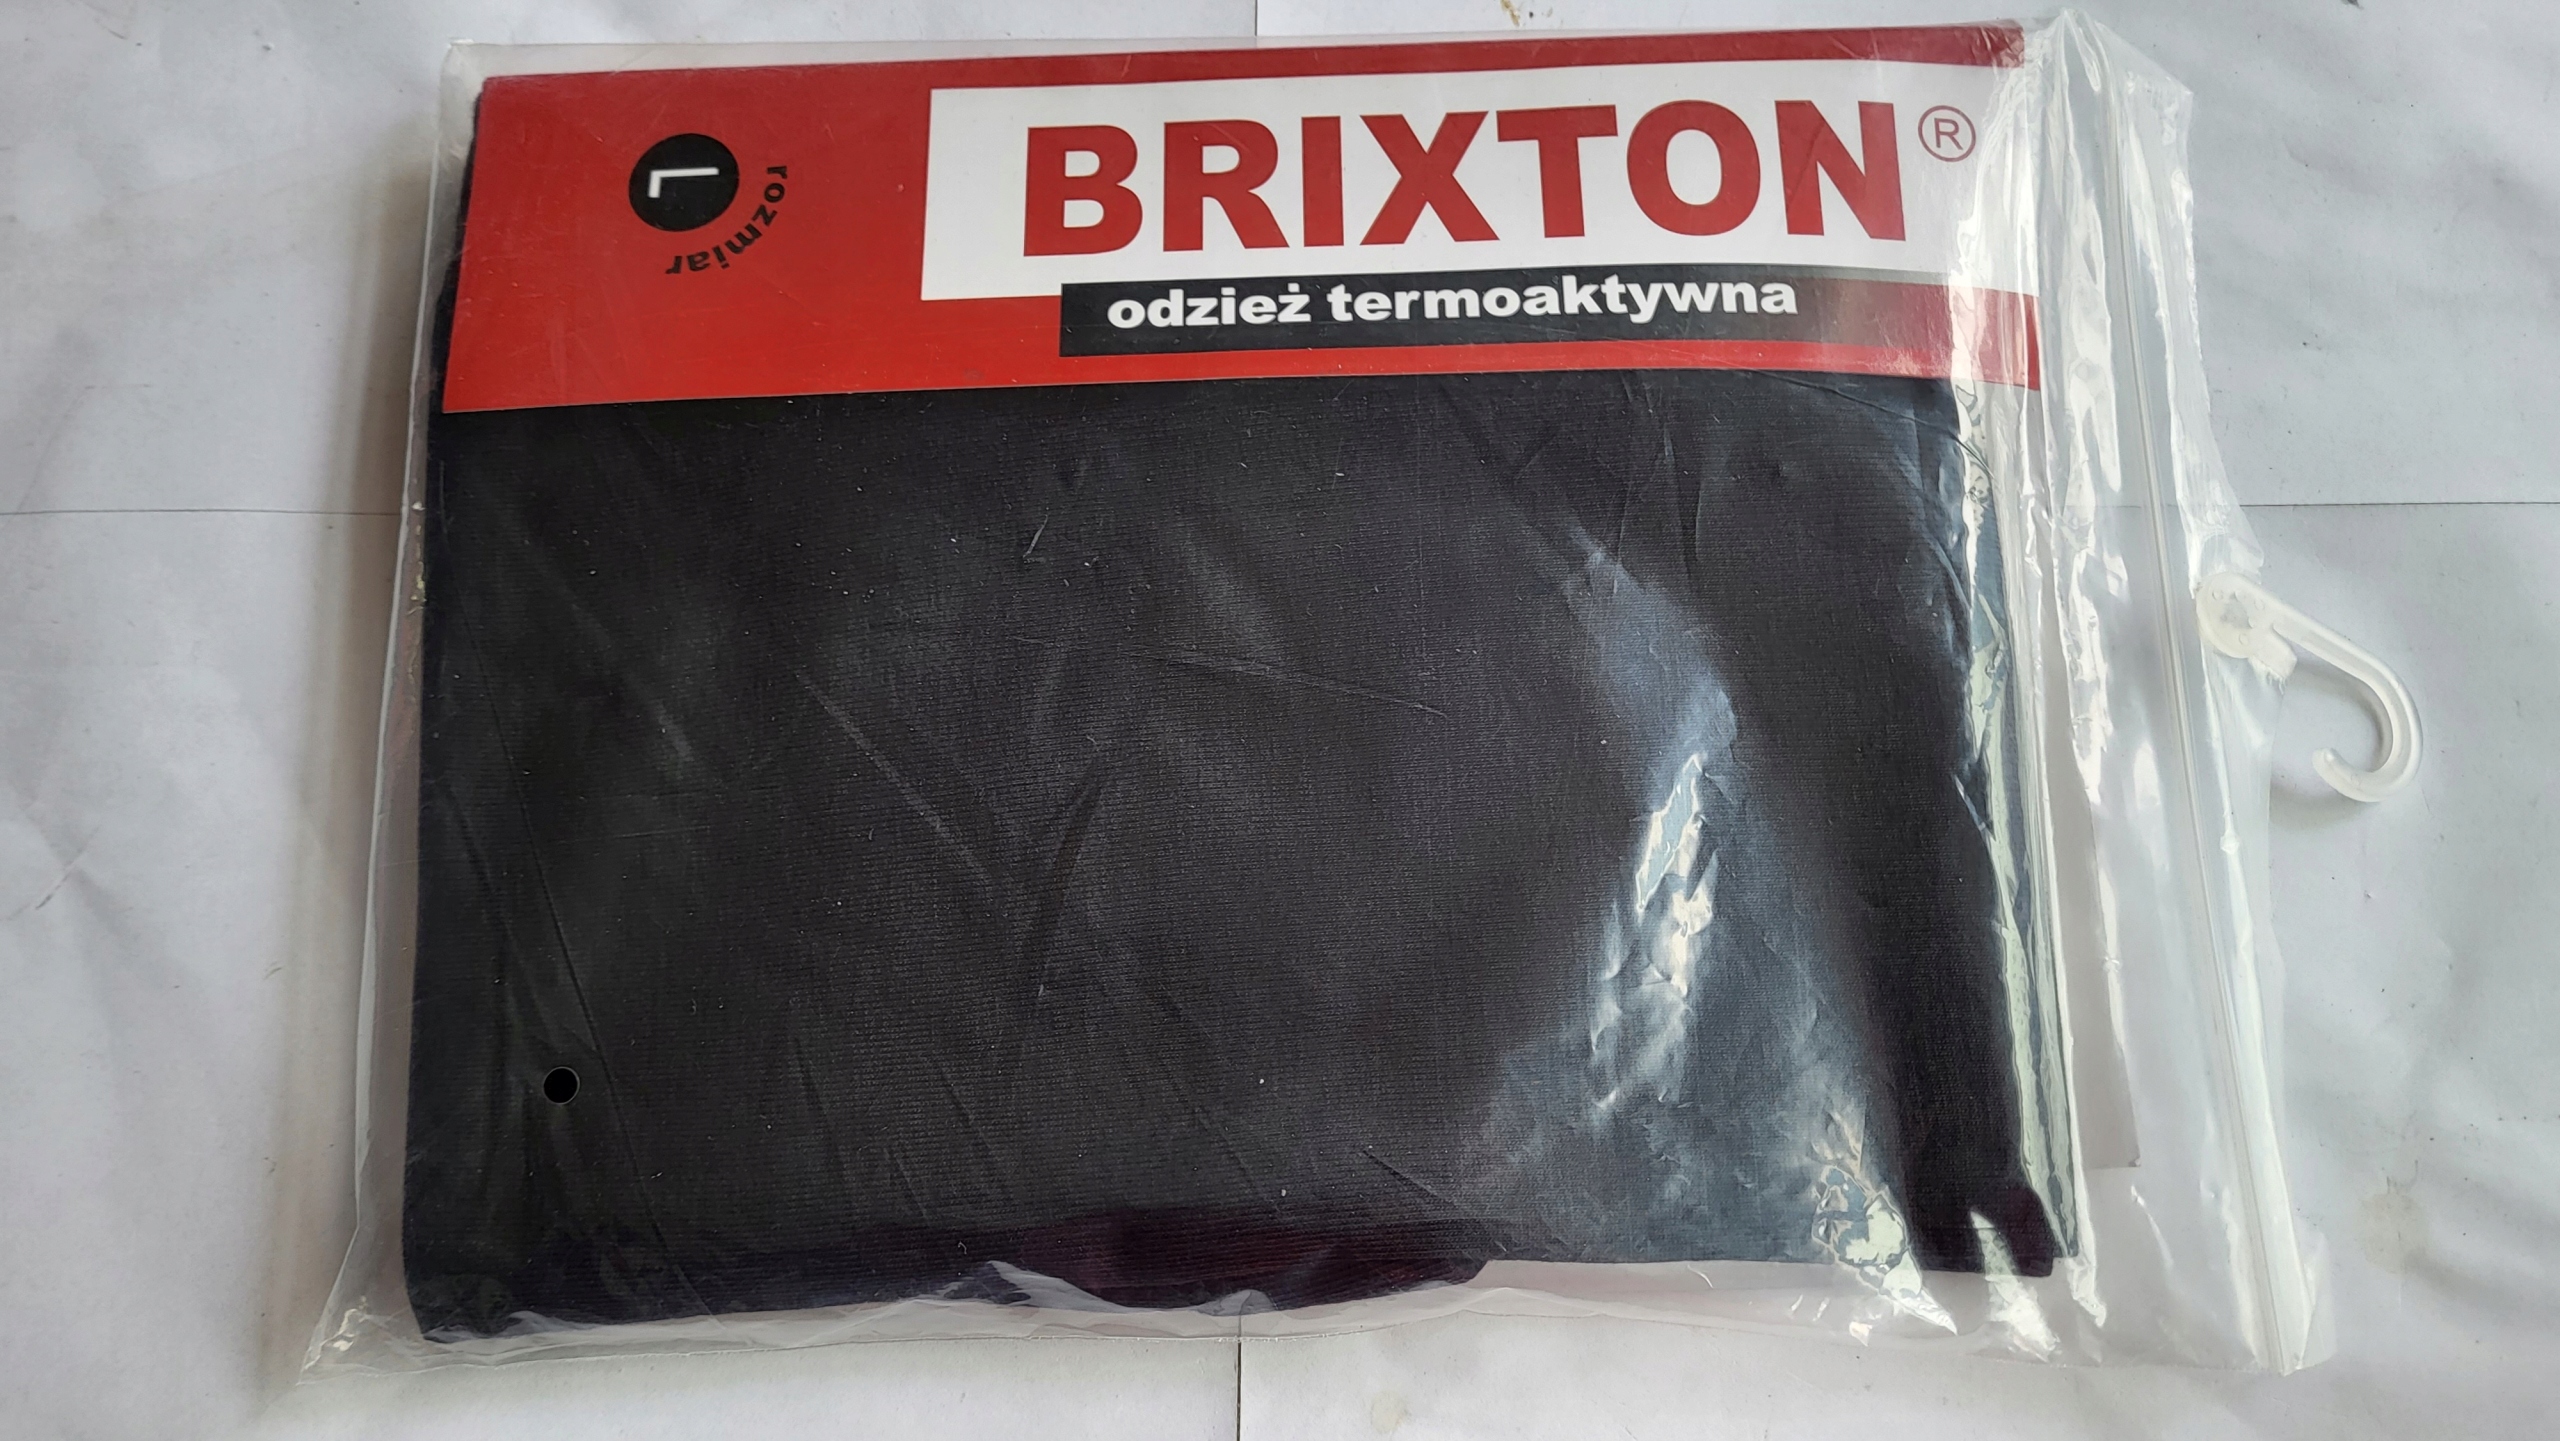 BRIXTON®
odzież termoaktywna
L
rozmiar